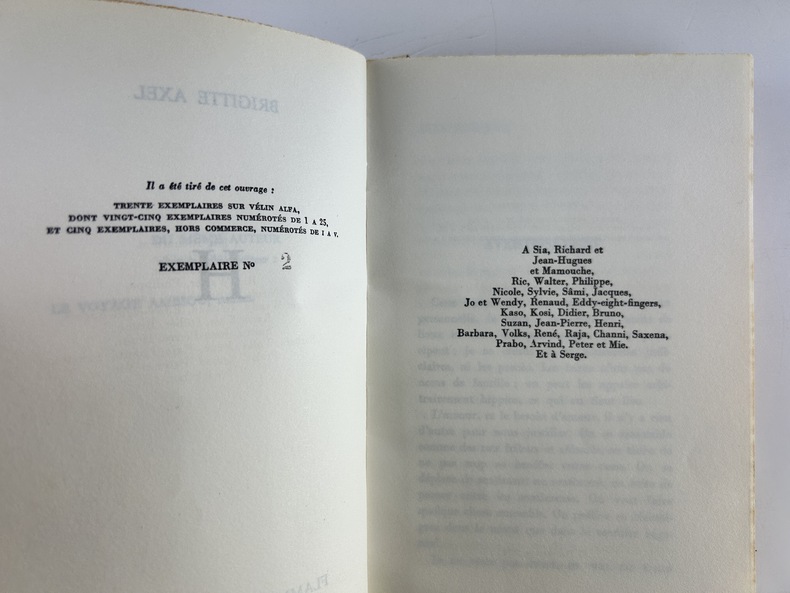 Il a été tiré de cet ouvrage :
TRENTE EXEMPLAIRES SUR VÉLIN ALFA,
DONT VINGT-CINQ EXEMPLAIRES NUMÉROTÉS DE 1 A 25,
ET CINQ EXEMPLAIRES, HORS COMMERCE, NUMÉROTÉS DE I A V.
EXEMPLAIRE No 2
A Sia, Richard et
Jean-Hugues
et Mamouche,
Ric, Walter, Philippe,
Nicole, Sylvie, Sâmi, Jacques,
Jo et Wendy, Renaud, Eddy-eight-fingers,
Kaso, Kosi, Didier, Bruno,
Suzan, Jean-Pierre, Henri,
Barbara, Volks, René, Raja, Channi, Saxena,
Prabo, Arvind, Peter et Mie.
Et à Serge.